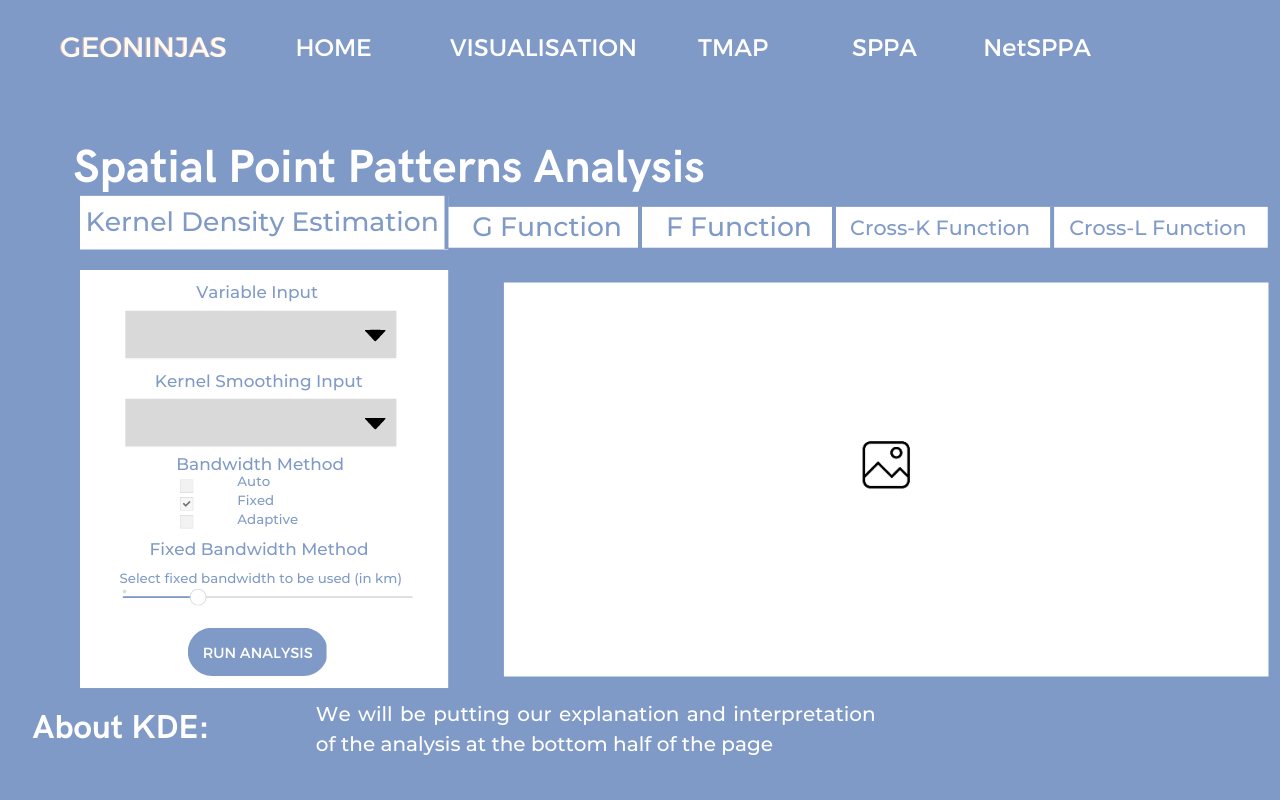 GEONINJAS HOME VISUALISATION TMAP SPPA NetSPPA
Spatial Point Patterns Analysis
Kernel Density Estimation G Function F Function Cross-K Function Cross-L Function
Variable Input
Kernel Smoothing Input
Bandwidth Method
Auto
Fixed
Adaptive
Fixed Bandwidth Method
Select fixed bandwidth to be used (in km)
RUN ANALYSIS
About KDE:
We will be putting our explanation and interpretation
of the analysis at the bottom half of the page